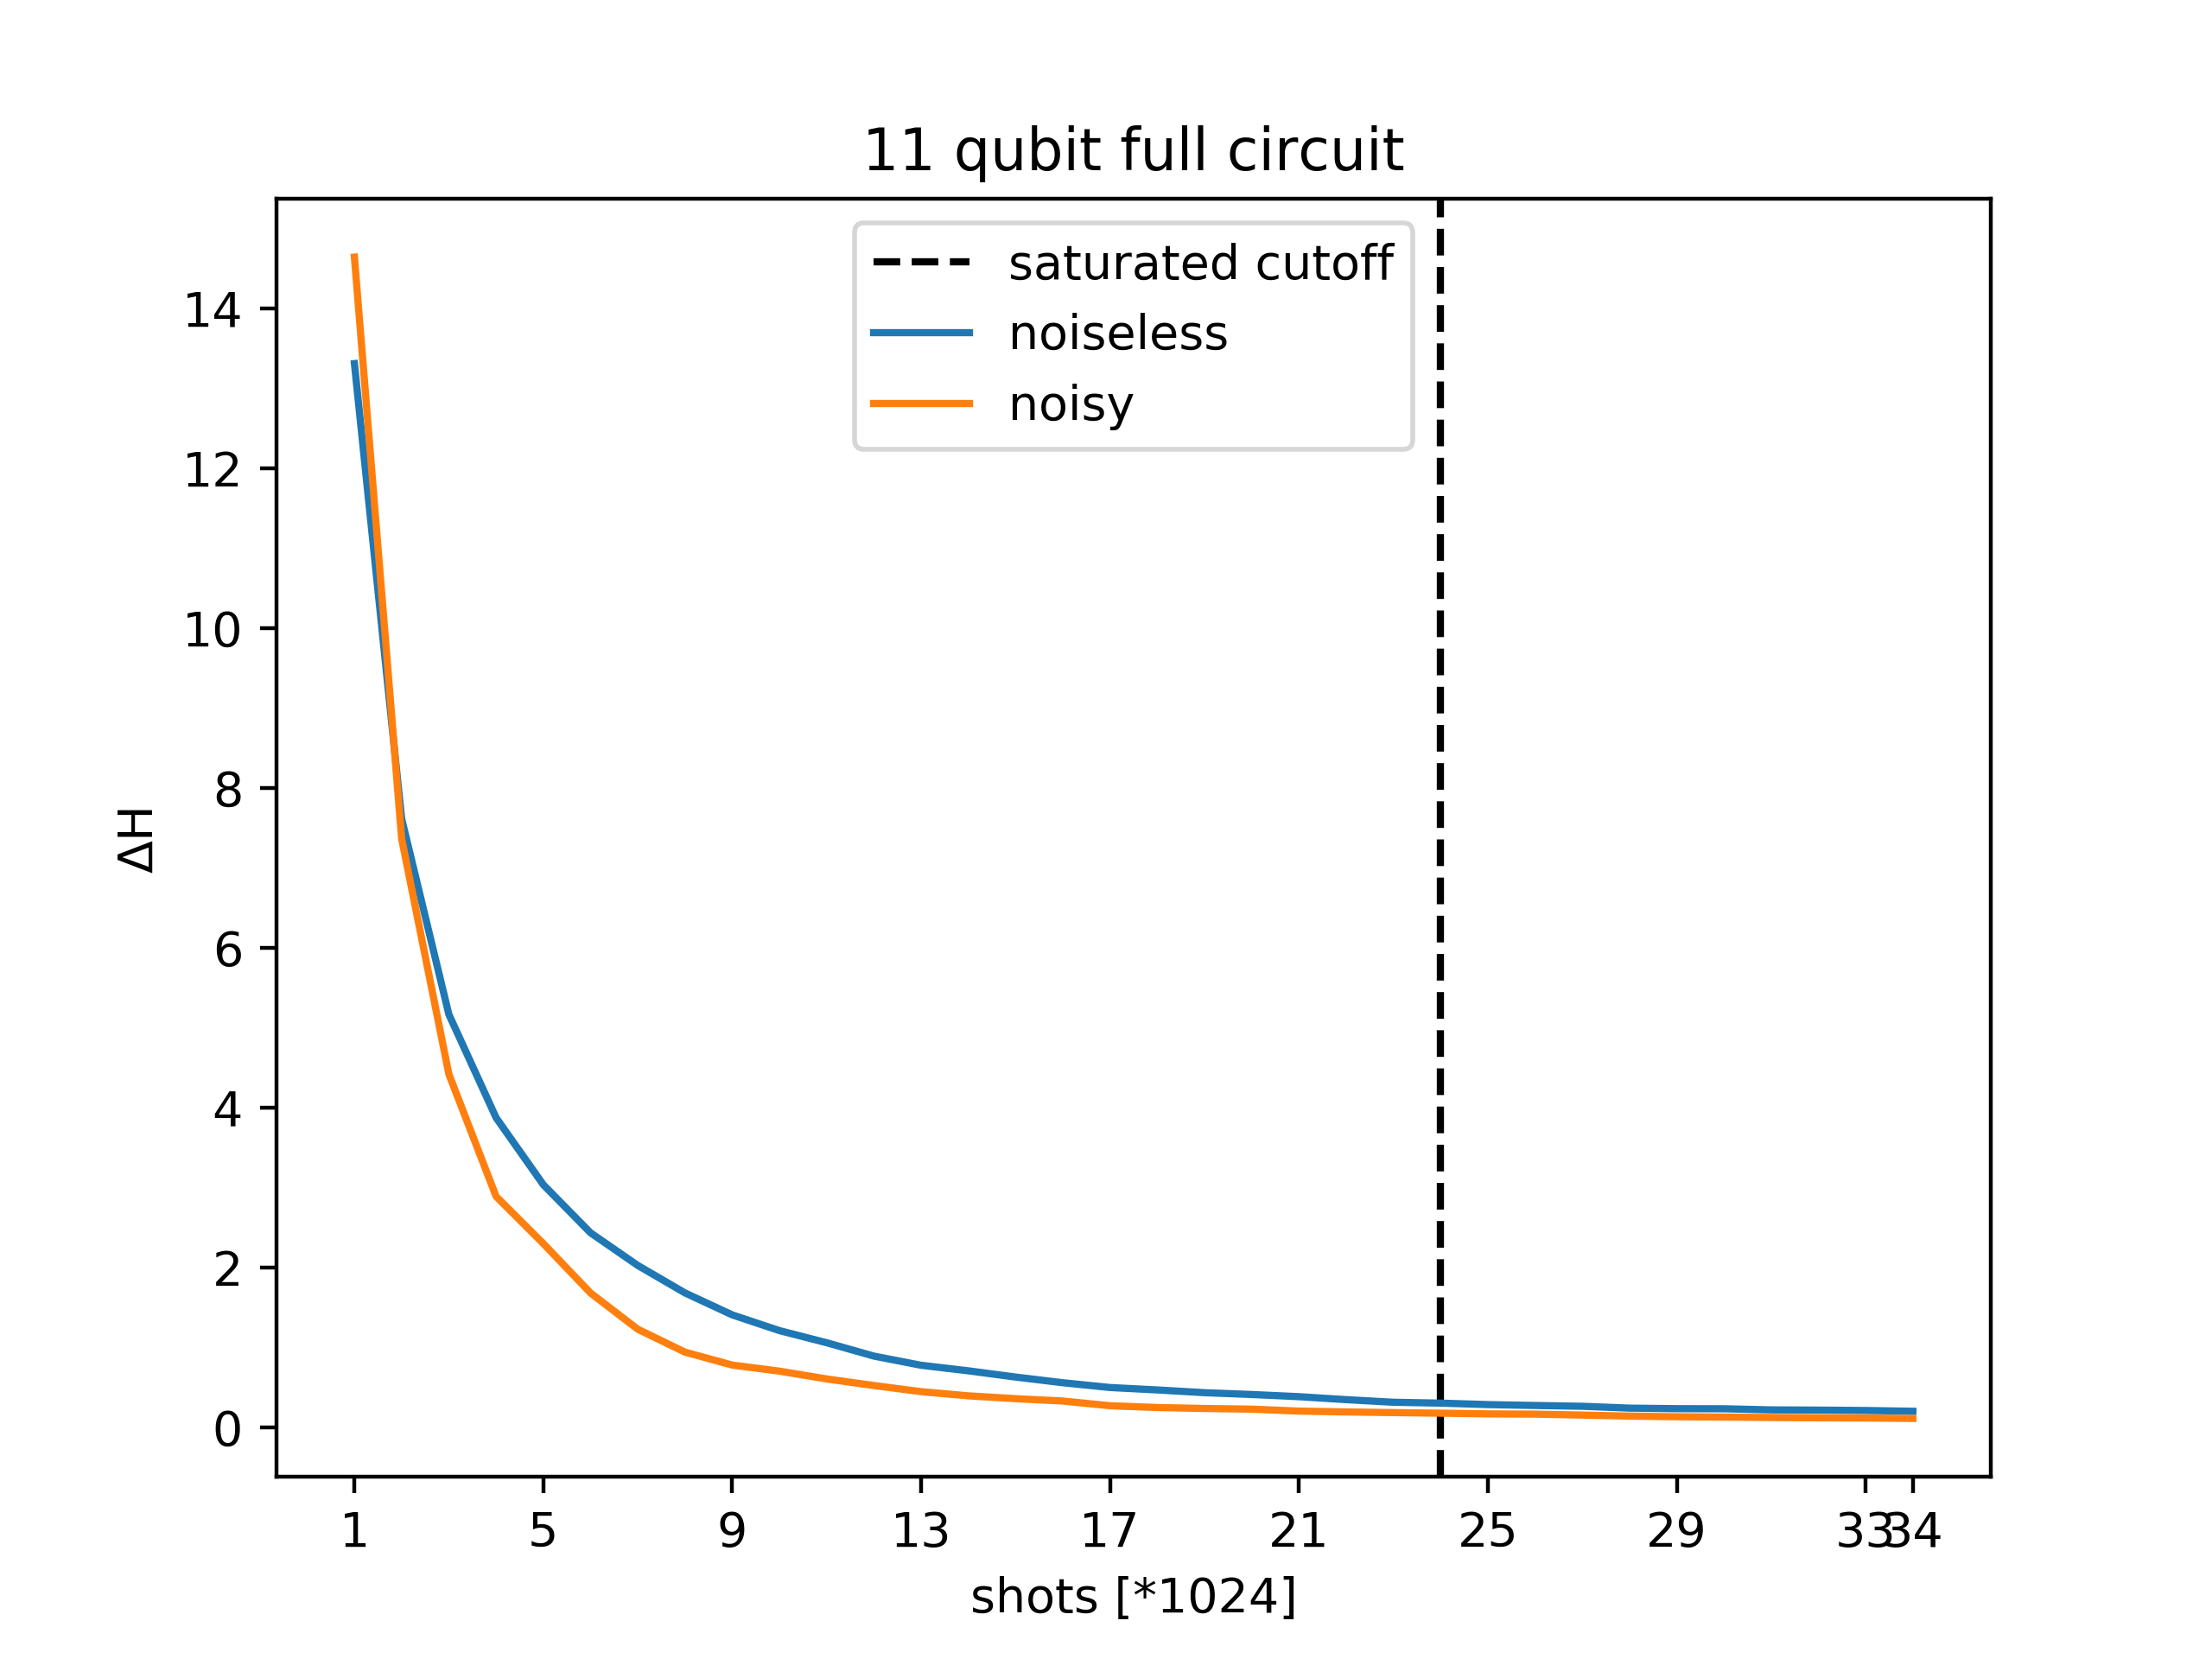 11 qubit full circuit
saturated cutoff
noiseless
noisy
14
12
10
8
6
4
2
0
ΔH
1 5 9 13 17 21 25 29 33 34
shots [*1024]